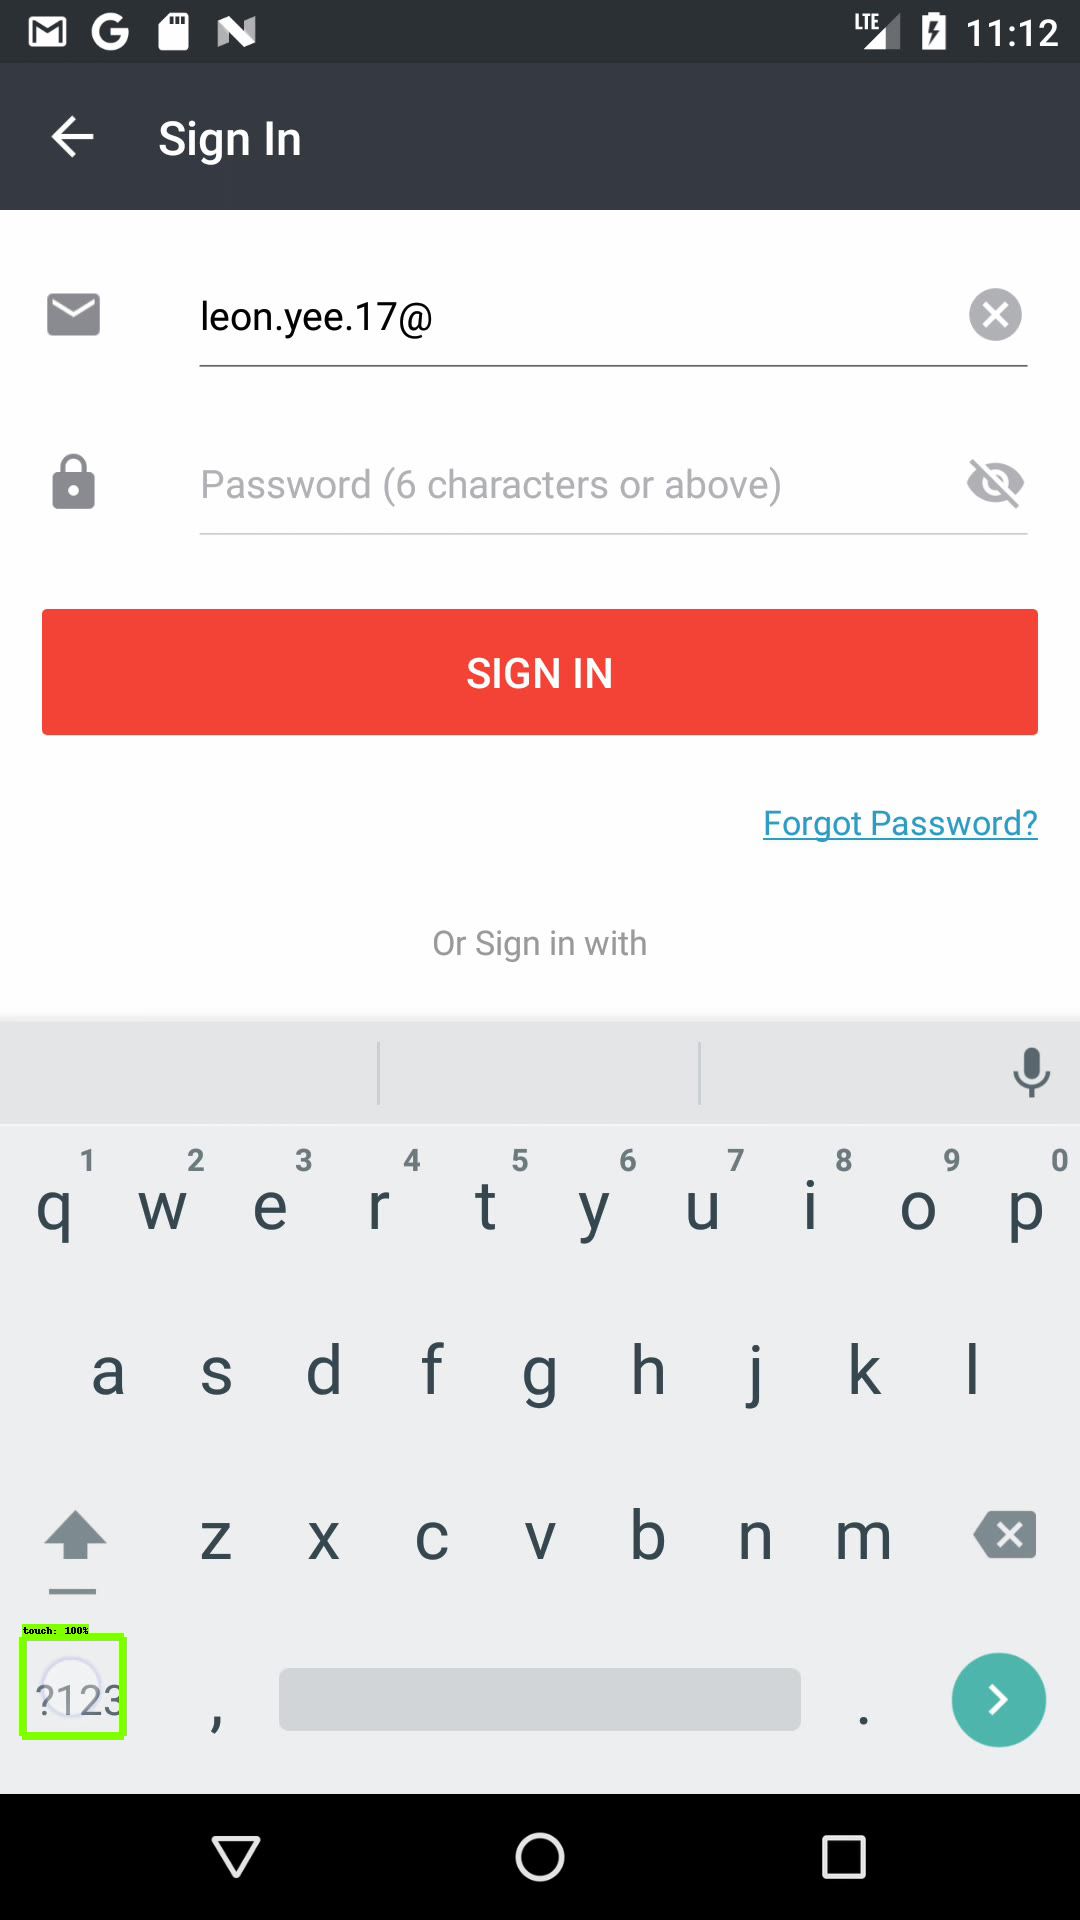 LTE 11:12
Sign In
leon.yee.17@
Password (6 characters or above)
SIGN IN
Forgot Password?
Or Sign in with
1 2 3 4 5 6 7 8 9 0
q w e r t y u i o p
a s d f g h j k l
z x c v b n m
touch: 100%
?123 , .